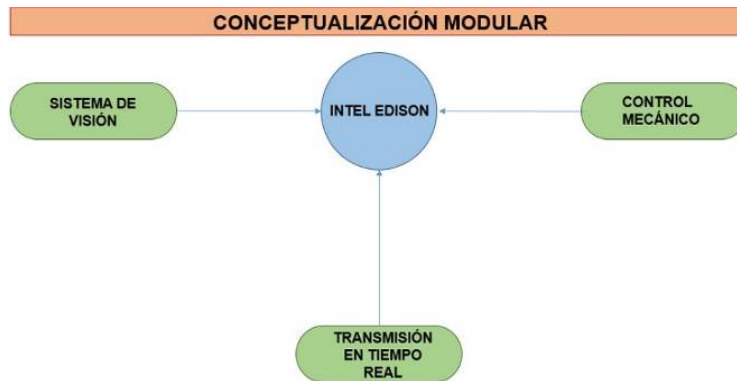 CONCEPTUALIZACIÓN MODULAR
SISTEMA DE
VISIÓN
INTEL EDISON
CONTROL
MECÁNICO
TRANSMISIÓN
EN TIEMPO
REAL